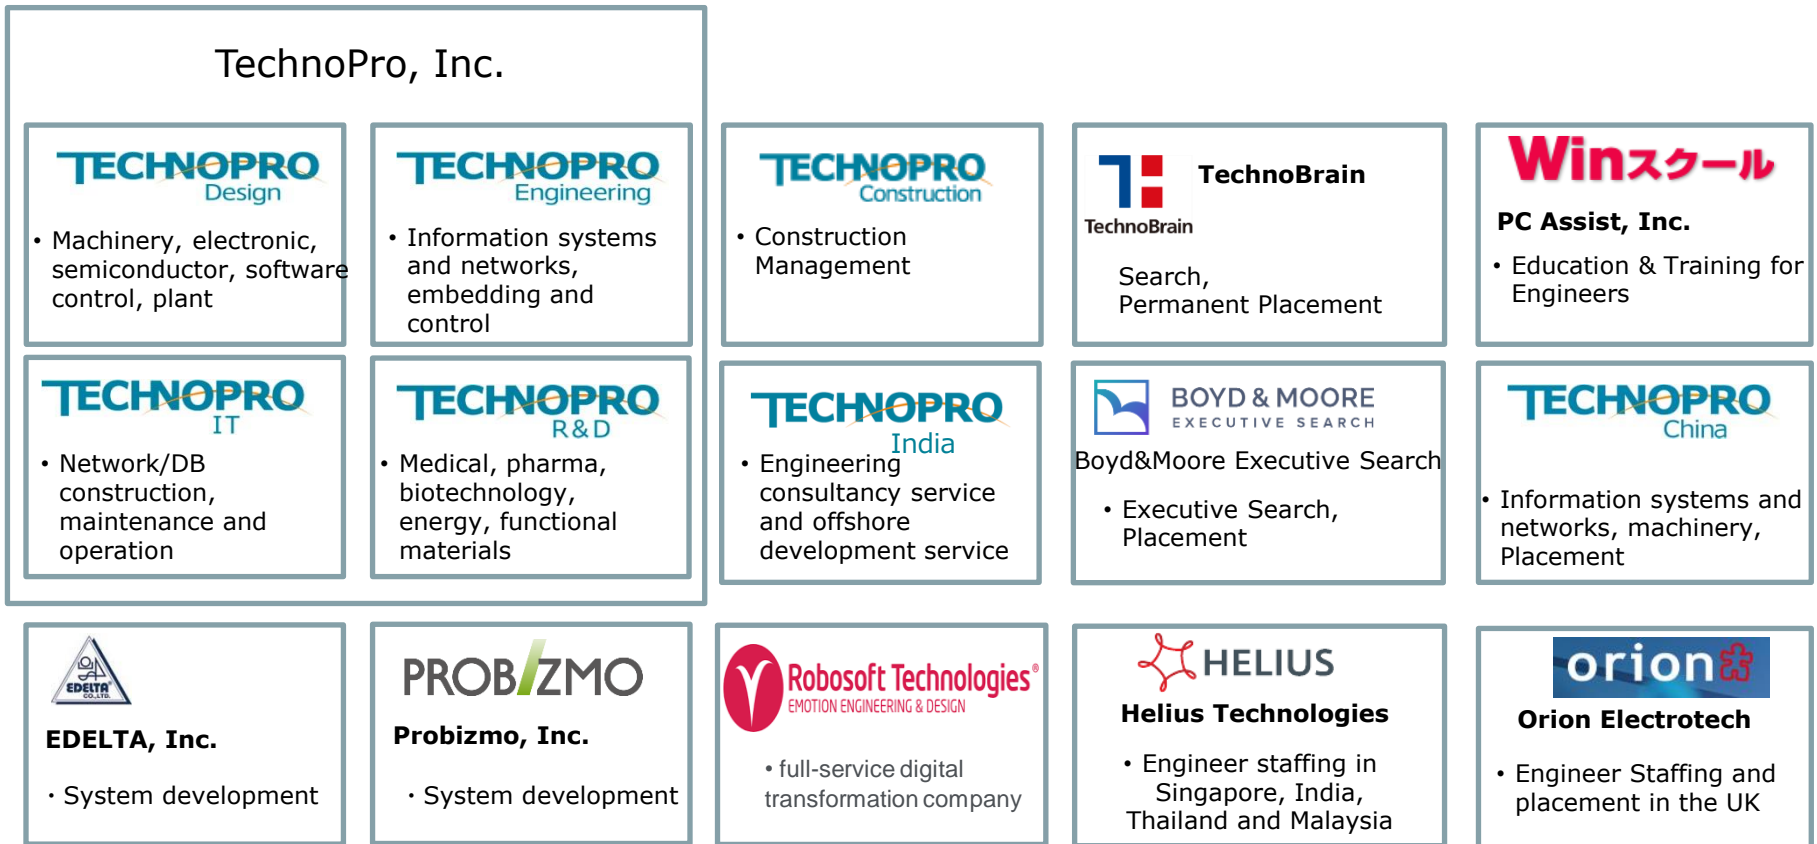 TechnoPro, Inc.
TECHNOPRO
Design
• Machinery, electronic,
semiconductor, software
control, plant
TECHNOPRO
Engineering
• Information systems
and networks,
embedding and
control
TECHNOPRO
Construction
• Construction
Management
TechnoBrain
TechnoBrain
Search,
Permanent Placement
Winスクール
PC Assist, Inc.
• Education & Training for
Engineers
TECHNOPRO
IT
• Network/DB
construction,
maintenance and
operation
TECHNOPRO
R&D
• Medical, pharma,
biotechnology,
energy, functional
materials
TECHNOPRO
India
• Engineering
consultancy service
and offshore
development service
BOYD & MOORE
EXECUTIVE SEARCH
Boyd&Moore Executive Search
• Executive Search,
Placement
TECHNOPRO
China
• Information systems and
networks, machinery,
Placement
EDELTA
CO.,LTD.
EDELTA, Inc.
・System development
PROBIZMO
Probizmo, Inc.
・System development
Robosoft Technologies®
EMOTION ENGINEERING & DESIGN
• full-service digital
transformation company
HELIUS
Helius Technologies
• Engineer staffing in
Singapore, India,
Thailand and Malaysia
orion
Orion Electrotech
• Engineer Staffing and
placement in the UK